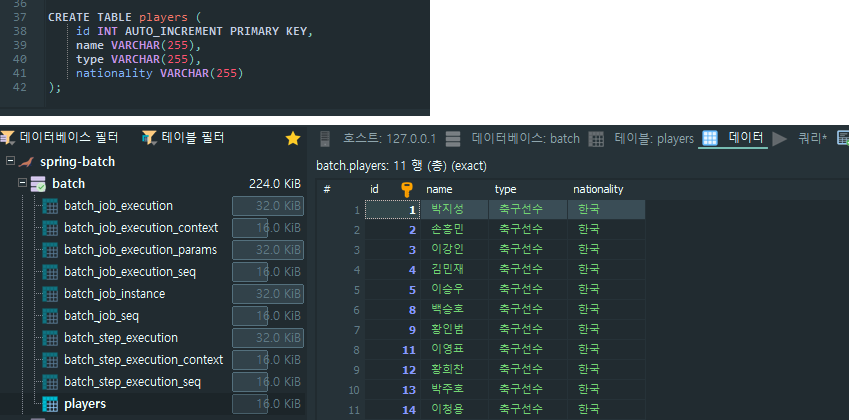 36
37 CREATE TABLE players (
38 id INT AUTO_INCREMENT PRIMARY KEY,
39 name VARCHAR(255),
40 type VARCHAR(255),
41 nationality VARCHAR(255)
42 );
데이터베이스 필터 테이블 필터
호스트: 127.0.0.1 데이터베이스: batch 테이블: players 데이터 쿼리*
spring-batch
batch 224.0 KiB
batch_job_execution 32.0 KiB
batch_job_execution_context 16.0 KiB
batch_job_execution_params 32.0 KiB
batch_job_execution_seq 16.0 KiB
batch_job_instance 32.0 KiB
batch_job_seq 16.0 KiB
batch_step_execution 32.0 KiB
batch_step_execution_context 16.0 KiB
batch_step_execution_seq 16.0 KiB
players 16.0 KiB
batch.players: 11 행 (총) (exact)
# id name type nationality
1 1 박지성 축구선수 한국
2 2 손흥민 축구선수 한국
3 3 이강인 축구선수 한국
4 4 김민재 축구선수 한국
5 5 이승우 축구선수 한국
6 8 백승호 축구선수 한국
7 9 황인범 축구선수 한국
8 11 이영표 축구선수 한국
9 12 황희찬 축구선수 한국
10 13 박주호 축구선수 한국
11 14 이청용 축구선수 한국